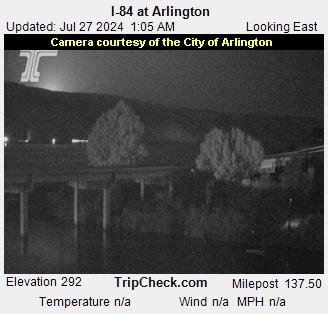 I-84 at Arlington
Updated: Jul 27 2024 1:05 AM Looking East
Camera courtesy of the City of Arlington
Elevation 292 TripCheck.com Milepost 137.50
Temperature n/a Wind n/a MPH n/a